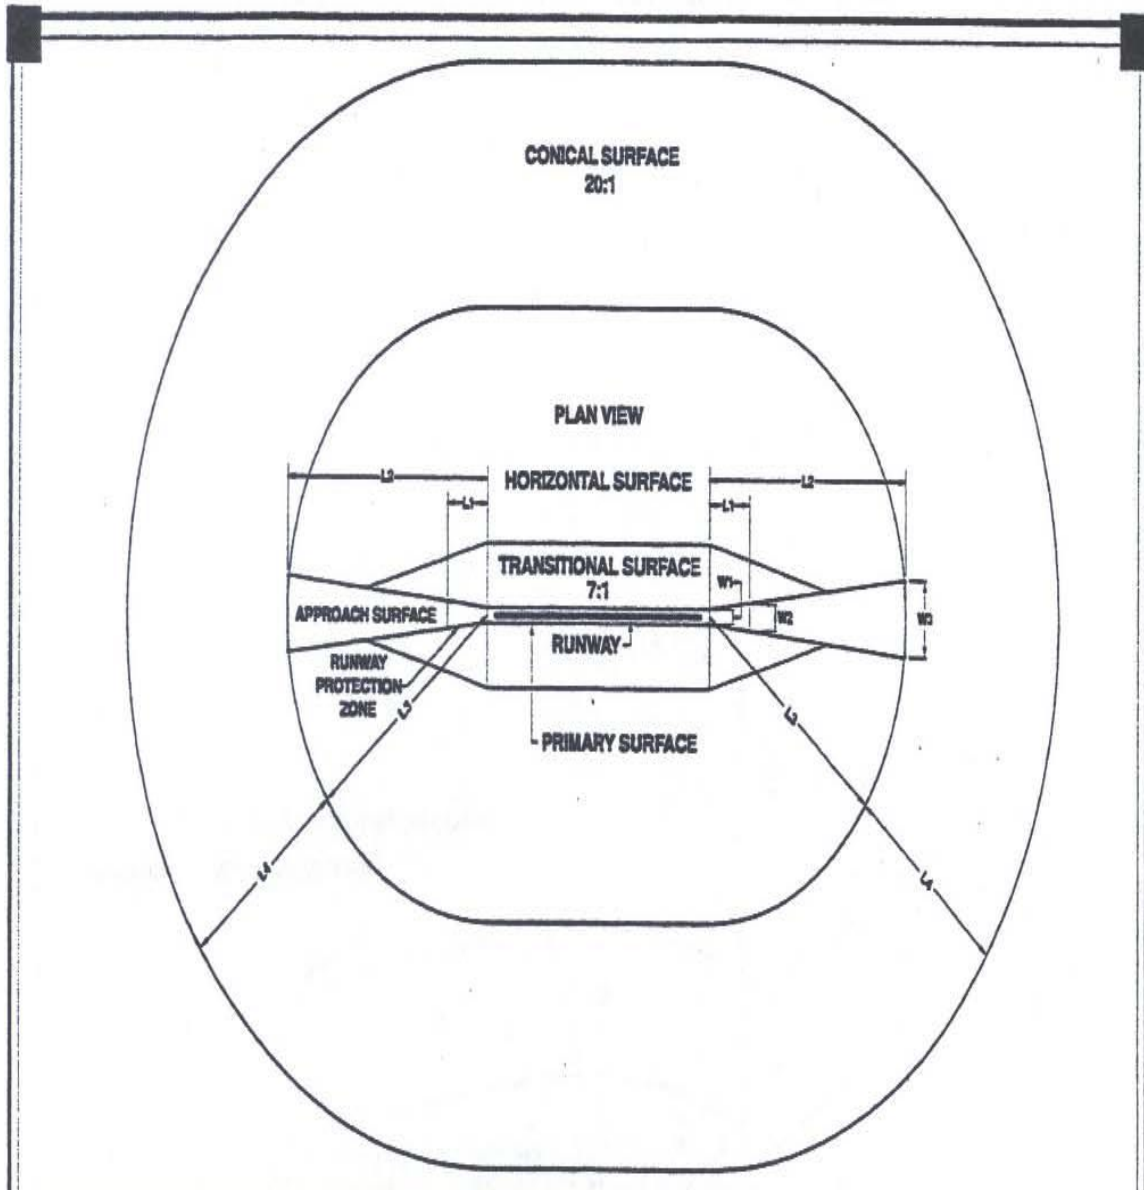 CONICAL SURFACE
20:1
PLAN VIEW
L2
HORIZONTAL SURFACE
L2
L1
L1
TRANSITIONAL SURFACE
7:1
W1
APPROACH SURFACE
W2
W3
RUNWAY
RUNWAY
PROTECTION
ZONE
L3
L3
PRIMARY SURFACE
L4
L4